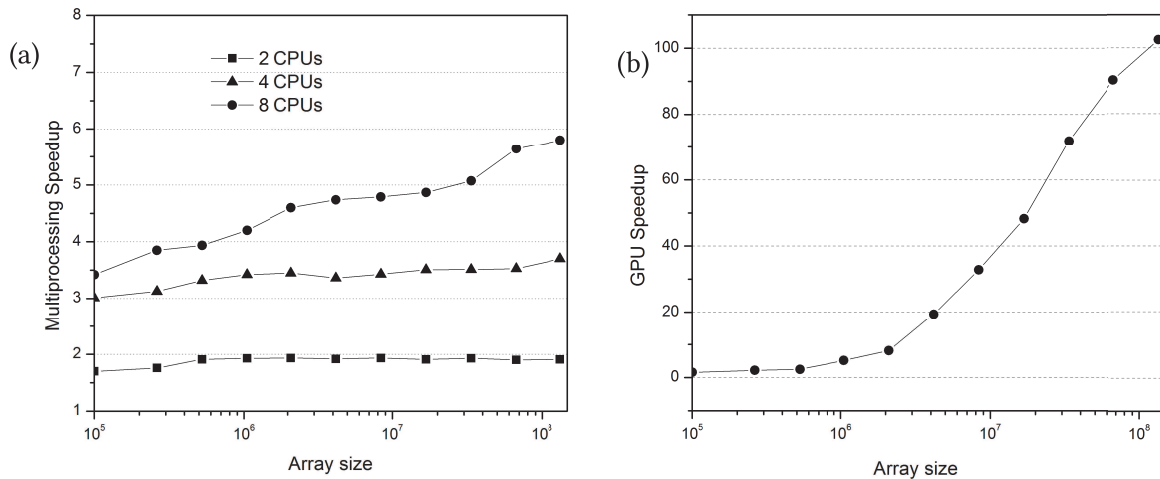 (a)
Multiprocessing Speedup
8
7
6
5
4
3
2
1
2 CPUs
4 CPUs
8 CPUs
10^5
10^6
10^7
10^3
Array size
(b)
GPU Speedup
100
80
60
40
20
0
10^5
10^6
10^7
10^8
Array size